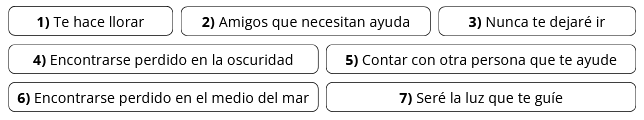 1) Te hace llorar
2) Amigos que necesitan ayuda
3) Nunca te dejaré ir
4) Encontrarse perdido en la oscuridad
5) Contar con otra persona que te ayude
6) Encontrarse perdido en el medio del mar
7) Seré la luz que te guíe